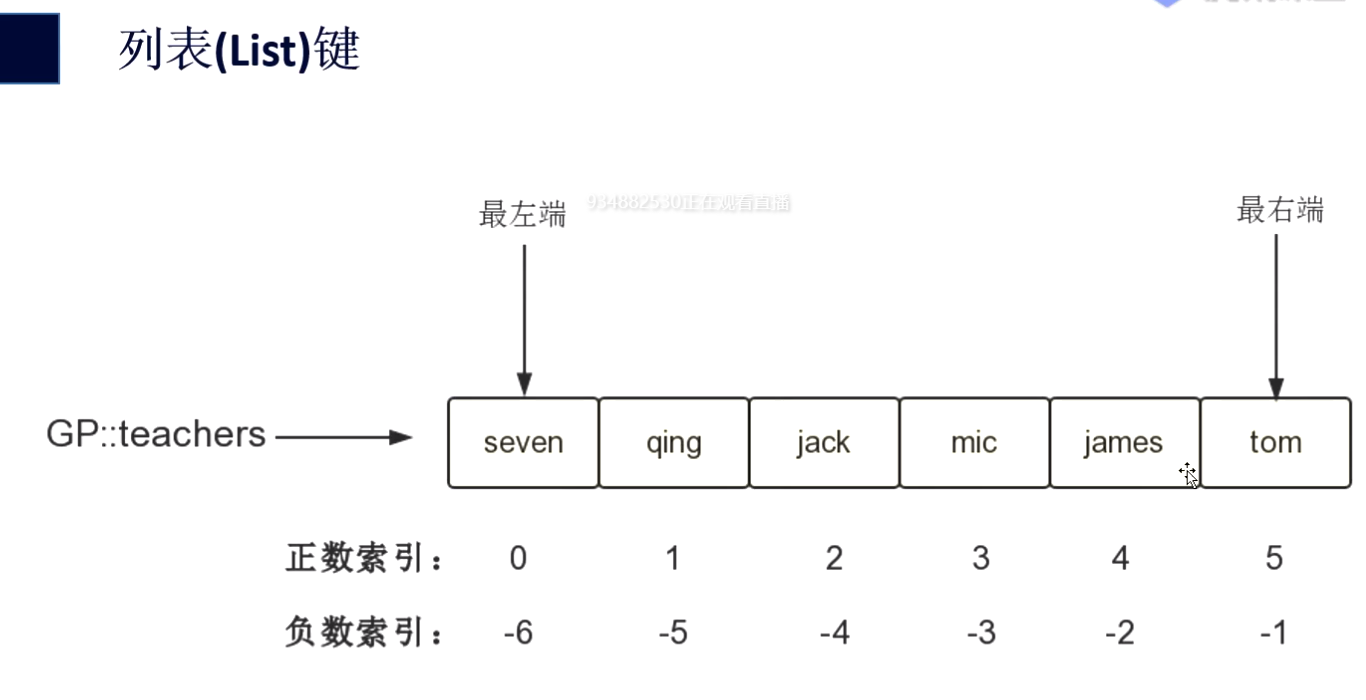 列表(List)键
最左端
934882530正在观看直播
最右端
GP::teachers
seven qing jack mic james tom
正数索引： 0 1 2 3 4 5
负数索引： -6 -5 -4 -3 -2 -1